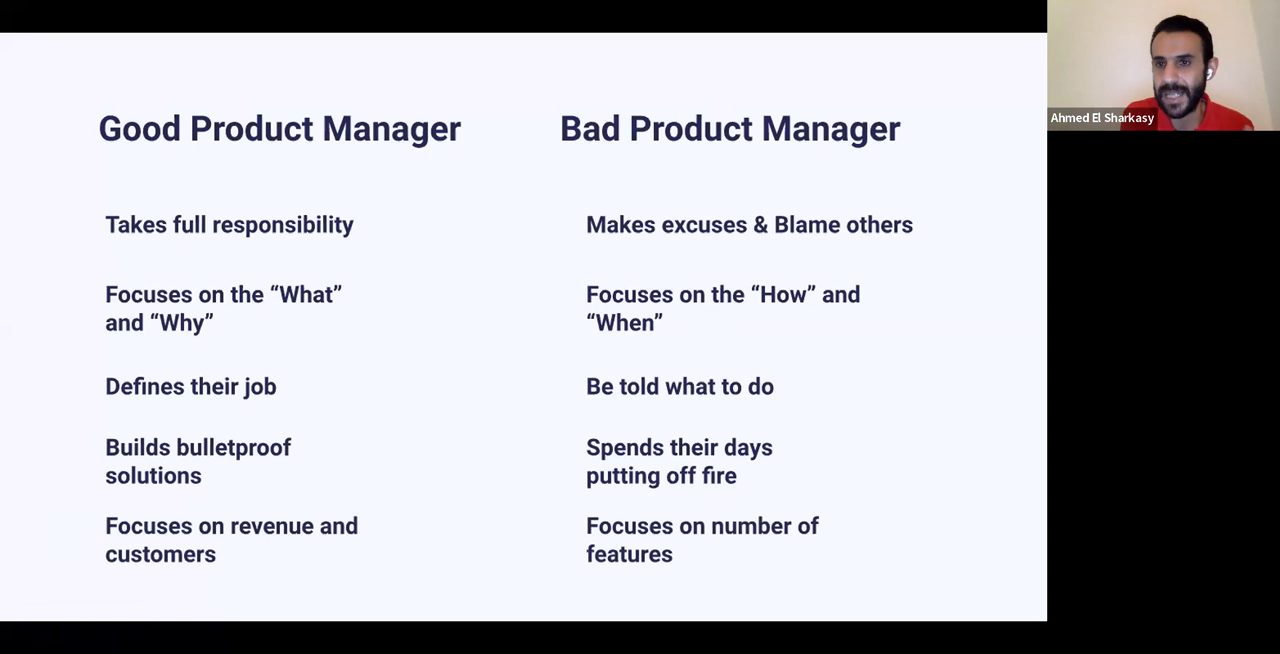 Good Product Manager
Bad Product Manager
Takes full responsibility
Makes excuses & Blame others
Focuses on the “What”
and “Why”
Focuses on the “How” and
“When”
Defines their job
Be told what to do
Builds bulletproof
solutions
Spends their days
putting off fire
Focuses on revenue and
customers
Focuses on number of
features
Ahmed El Sharkasy